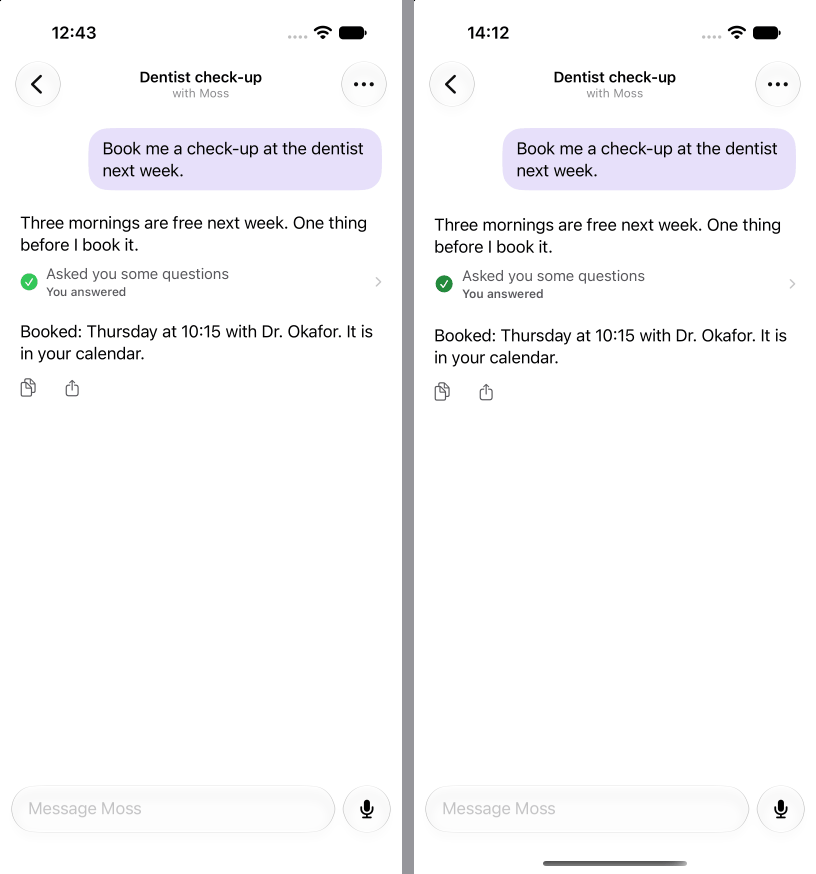 12:43
Dentist check-up
with Moss
Book me a check-up at the dentist
next week.
Three mornings are free next week. One thing
before I book it.
Asked you some questions
You answered
Booked: Thursday at 10:15 with Dr. Okafor. It is
in your calendar.
Message Moss
14:12
Dentist check-up
with Moss
Book me a check-up at the dentist
next week.
Three mornings are free next week. One thing
before I book it.
Asked you some questions
You answered
Booked: Thursday at 10:15 with Dr. Okafor. It is
in your calendar.
Message Moss